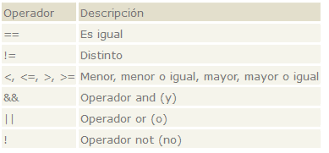 Operador Descripción
== Es igual
!= Distinto
<, <=, >, >= Menor, menor o igual, mayor, mayor o igual
&& Operador and (y)
|| Operador or (o)
! Operador not (no)